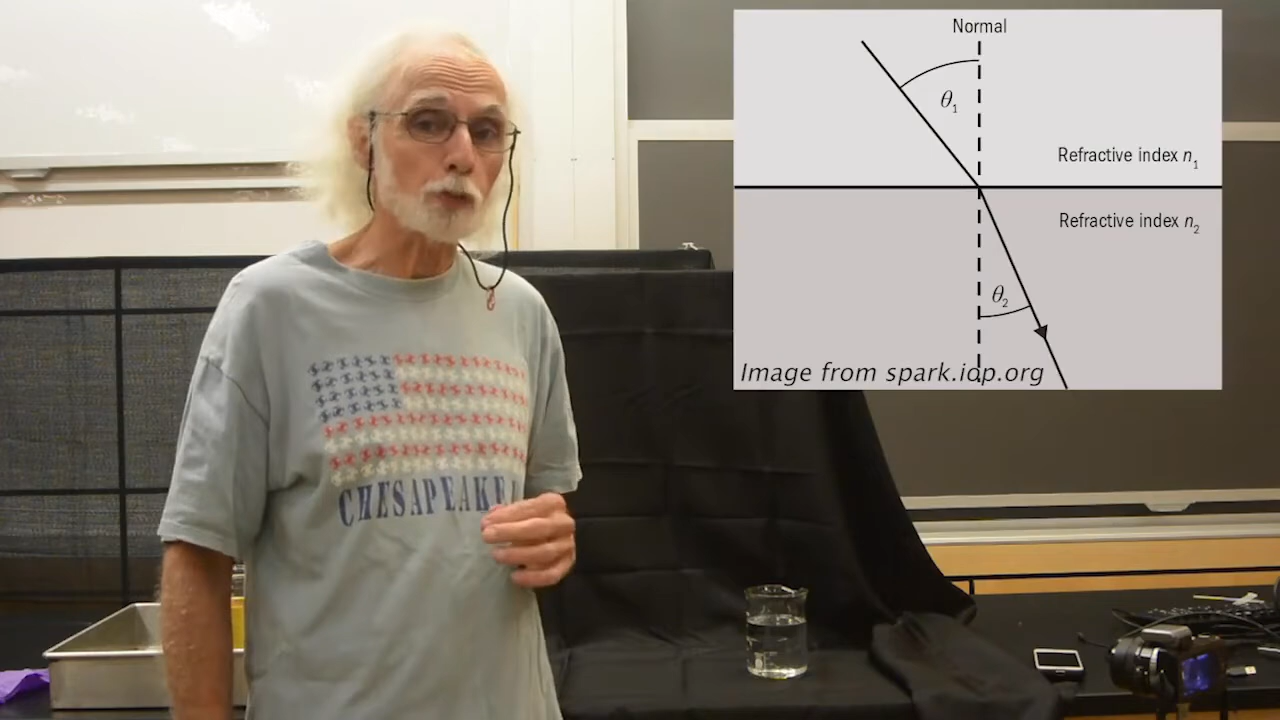 Normal
θ1
Refractive index n1
Refractive index n2
θ2
Image from spark.iop.org
CHESAPEAKE